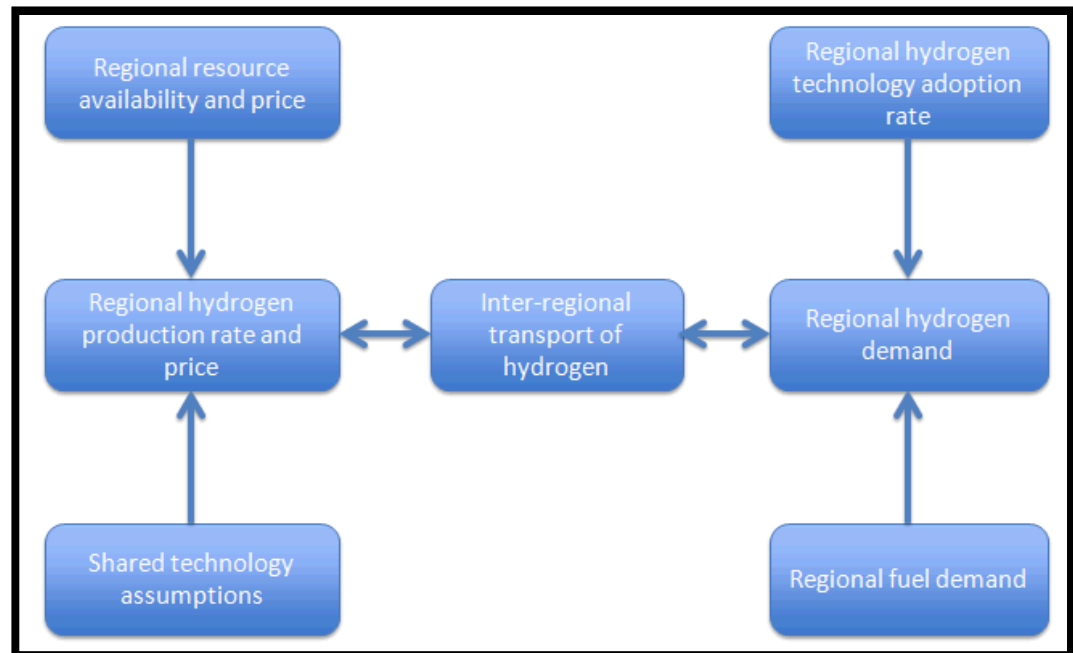 Regional resource
availability and price
Regional hydrogen
technology adoption
rate
Regional hydrogen
production rate and
price
Inter-regional
transport of
hydrogen
Regional hydrogen
demand
Shared technology
assumptions
Regional fuel demand